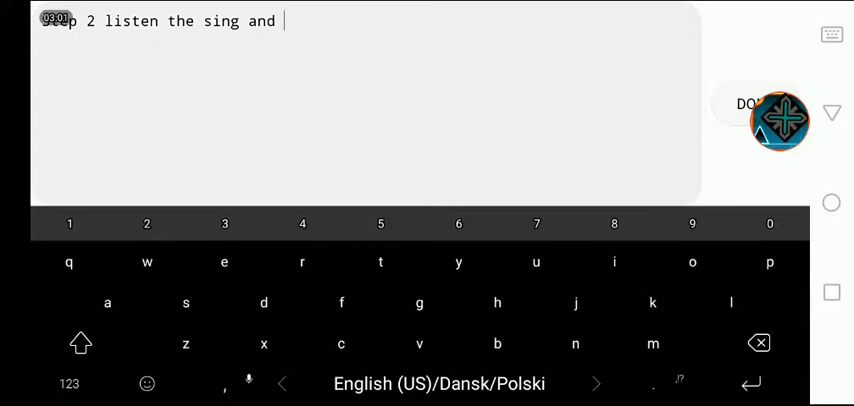 03:01
Step 2 listen the sing and
1 2 3 4 5 6 7 8 9 0
q w e r t y u i o p
a s d f g h j k l
z x c v b n m
123 , English (US)/Dansk/Polski . ,!?